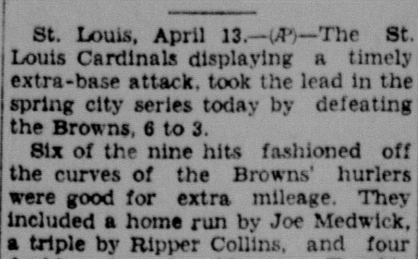 St. Louis, April 13.—(AP)—The St.
Louis Cardinals displaying a timely
extra-base attack, took the lead in the
spring city series today by defeating
the Browns, 6 to 3.
Six of the nine hits fashioned off
the curves of the Browns' hurlers
were good for extra mileage. They
included a home run by Joe Medwick,
a triple by Ripper Collins, and four